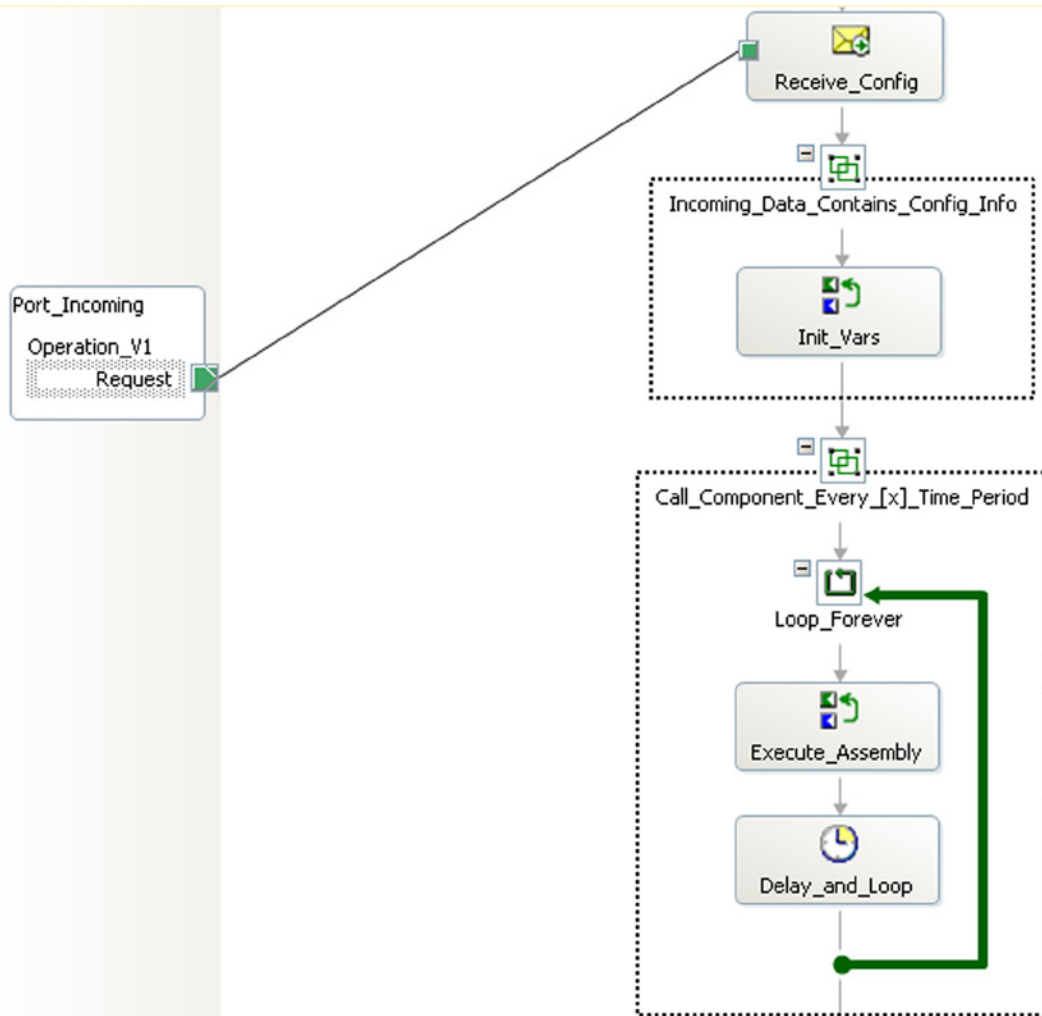 Receive_Config
Incoming_Data_Contains_Config_Info
Init_Vars
Port_Incoming
Operation_V1
Request
Call_Component_Every_[x]_Time_Period
Loop_Forever
Execute_Assembly
Delay_and_Loop